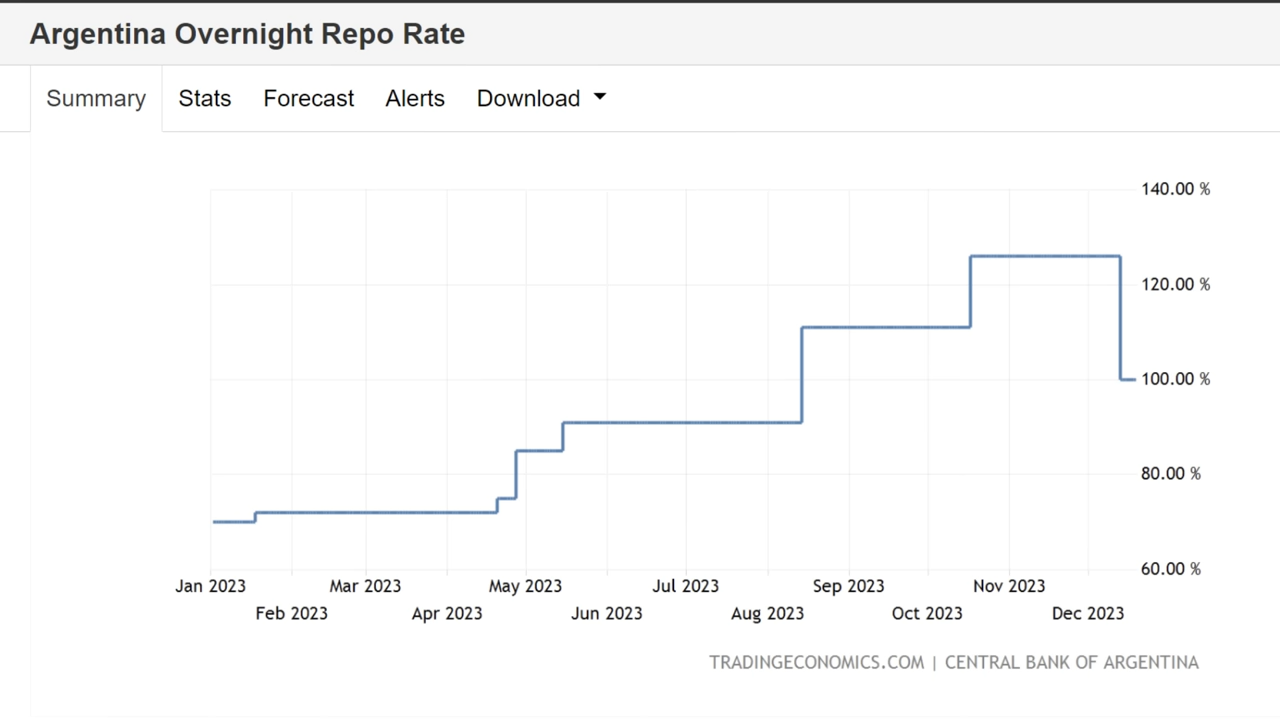 Argentina Overnight Repo Rate
Summary Stats Forecast Alerts Download
140.00 %
120.00 %
100.00 %
80.00 %
60.00 %
Jan 2023 Mar 2023 May 2023 Jul 2023 Sep 2023 Nov 2023
Feb 2023 Apr 2023 Jun 2023 Aug 2023 Oct 2023 Dec 2023
TRADINGECONOMICS.COM | CENTRAL BANK OF ARGENTINA